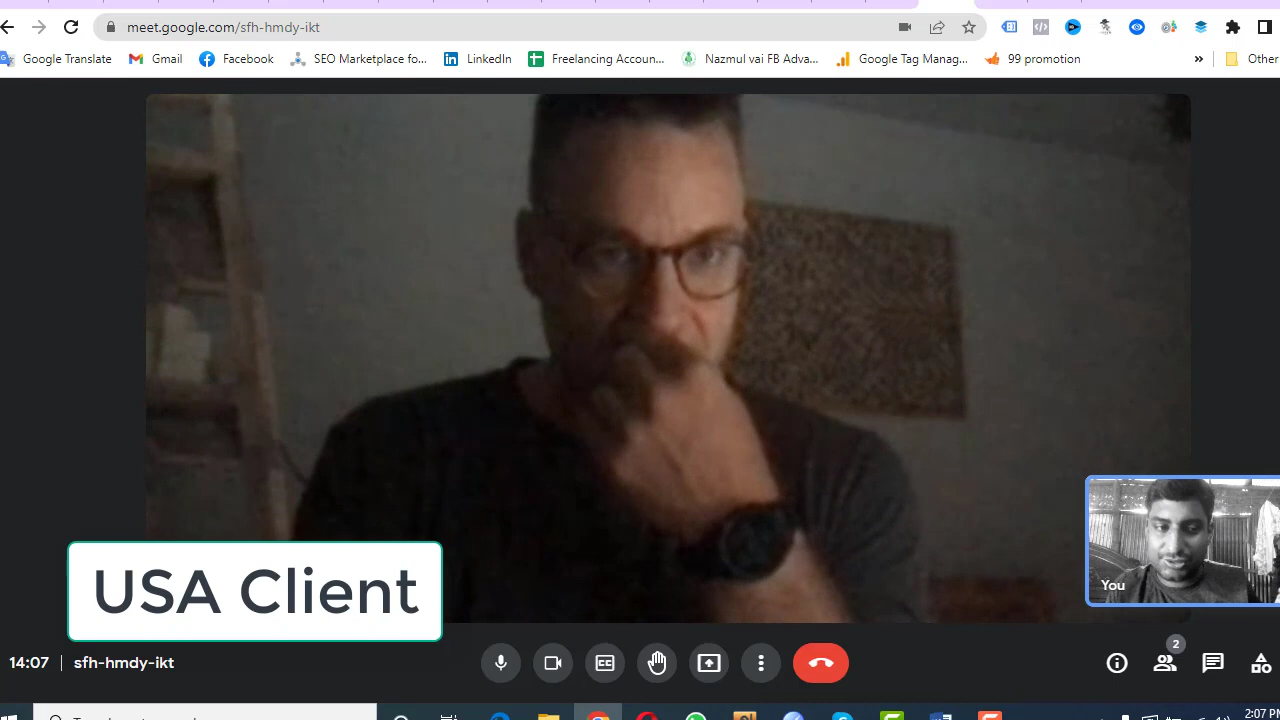 meet.google.com/sfh-hmdy-ikt
Google Translate
Gmail
Facebook
SEO Marketplace fo...
LinkedIn
Freelancing Accoun...
Nazmul vai FB Adva...
Google Tag Manag...
99 promotion
»
Other
You
USA Client
14:07 | sfh-hmdy-ikt
2
2:07 PM